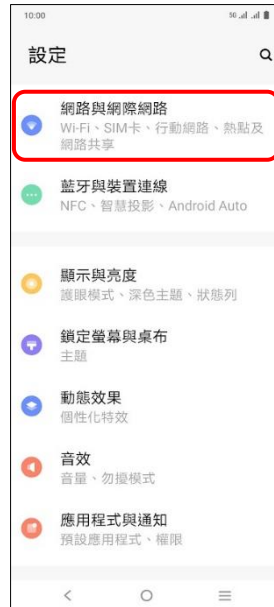 10:00
5G
設定
網路與網際網路
Wi-Fi、SIM卡、行動網路、熱點及
網路共享
藍牙與裝置連線
NFC、智慧投影、Android Auto
顯示與亮度
護眼模式、深色主題、狀態列
鎖定螢幕與桌布
主題
動態效果
個性化特效
音效
音量、勿擾模式
應用程式與通知
預設應用程式、權限